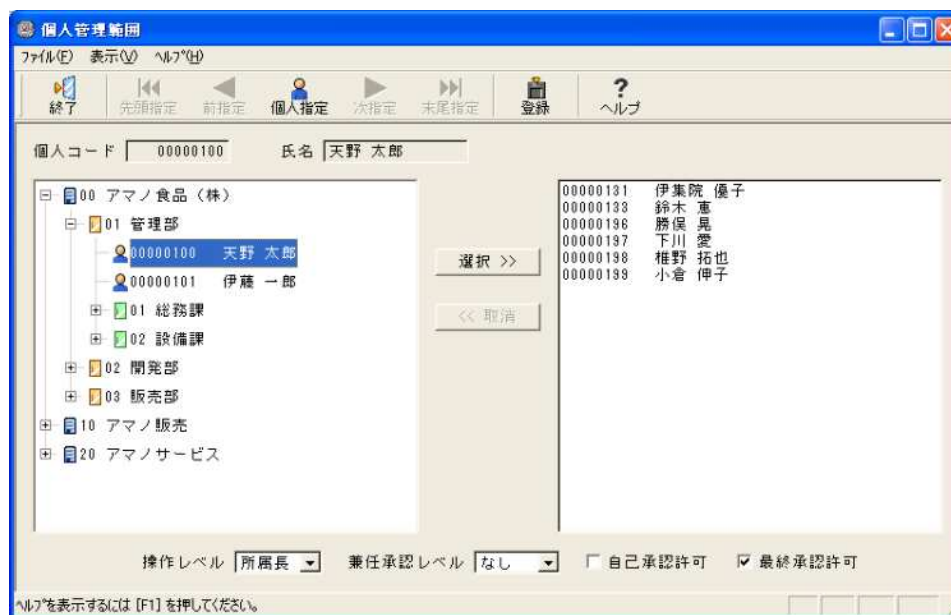 個人管理範囲
ファイル(F) 表示(V) ヘルプ(H)
終了 先頭指定 前指定 個人指定 次指定 末尾指定 登録 ヘルプ
個人コード 00000100 氏名 天野 太郎
00 アマノ食品(株)
01 管理部
00000100 天野 太郎
00000101 伊藤 一郎
01 総務課
02 設備課
02 開発部
03 販売部
10 アマノ販売
20 アマノサービス
選択 >>
<< 取消
00000131 伊集院 優子
00000133 鈴木 恵
00000196 勝俣 晃
00000197 下川 愛
00000198 椎野 拓也
00000199 小倉 伸子
操作レベル 所属長 兼任承認レベル なし 自己承認許可 最終承認許可
ヘルプを表示するには [F1] を押してください。